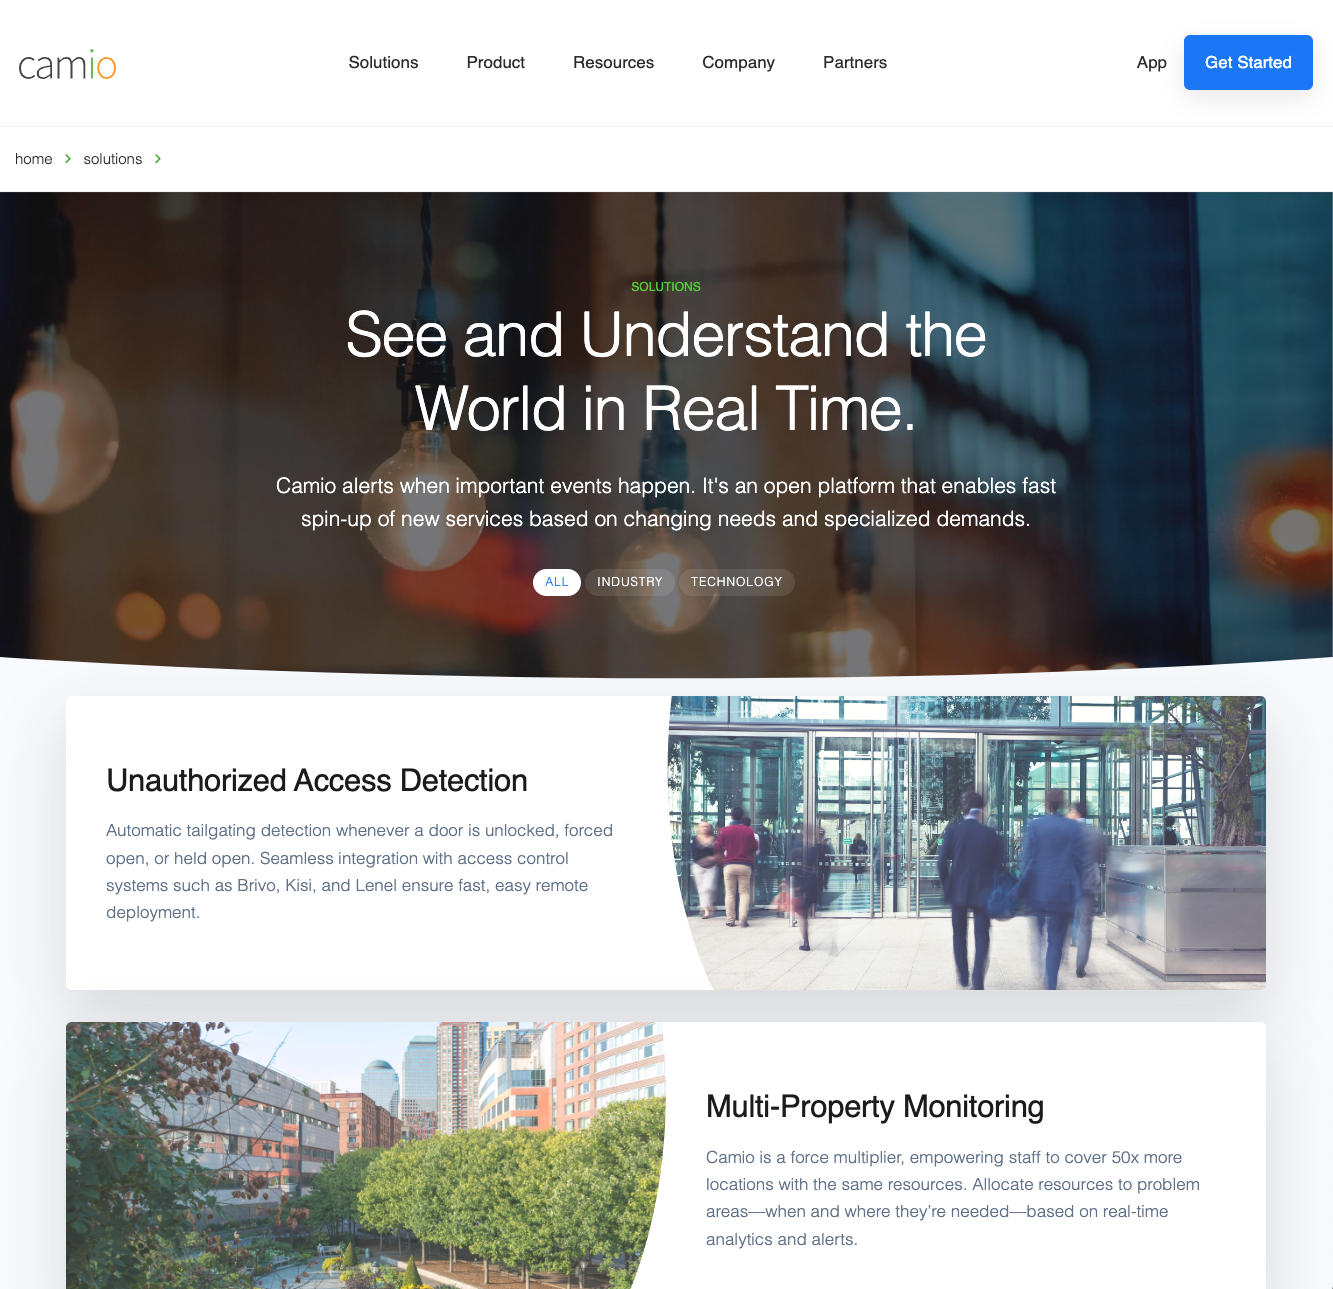 camio
Solutions
Product
Resources
Company
Partners
App
Get Started
home
solutions
SOLUTIONS
See and Understand the
World in Real Time.
Camio alerts when important events happen. It's an open platform that enables fast
spin-up of new services based on changing needs and specialized demands.
ALL
INDUSTRY
TECHNOLOGY
Unauthorized Access Detection
Automatic tailgating detection whenever a door is unlocked, forced
open, or held open. Seamless integration with access control
systems such as Brivo, Kisi, and Lenel ensure fast, easy remote
deployment.
Multi-Property Monitoring
Camio is a force multiplier, empowering staff to cover 50x more
locations with the same resources. Allocate resources to problem
areas—when and where they’re needed—based on real-time
analytics and alerts.